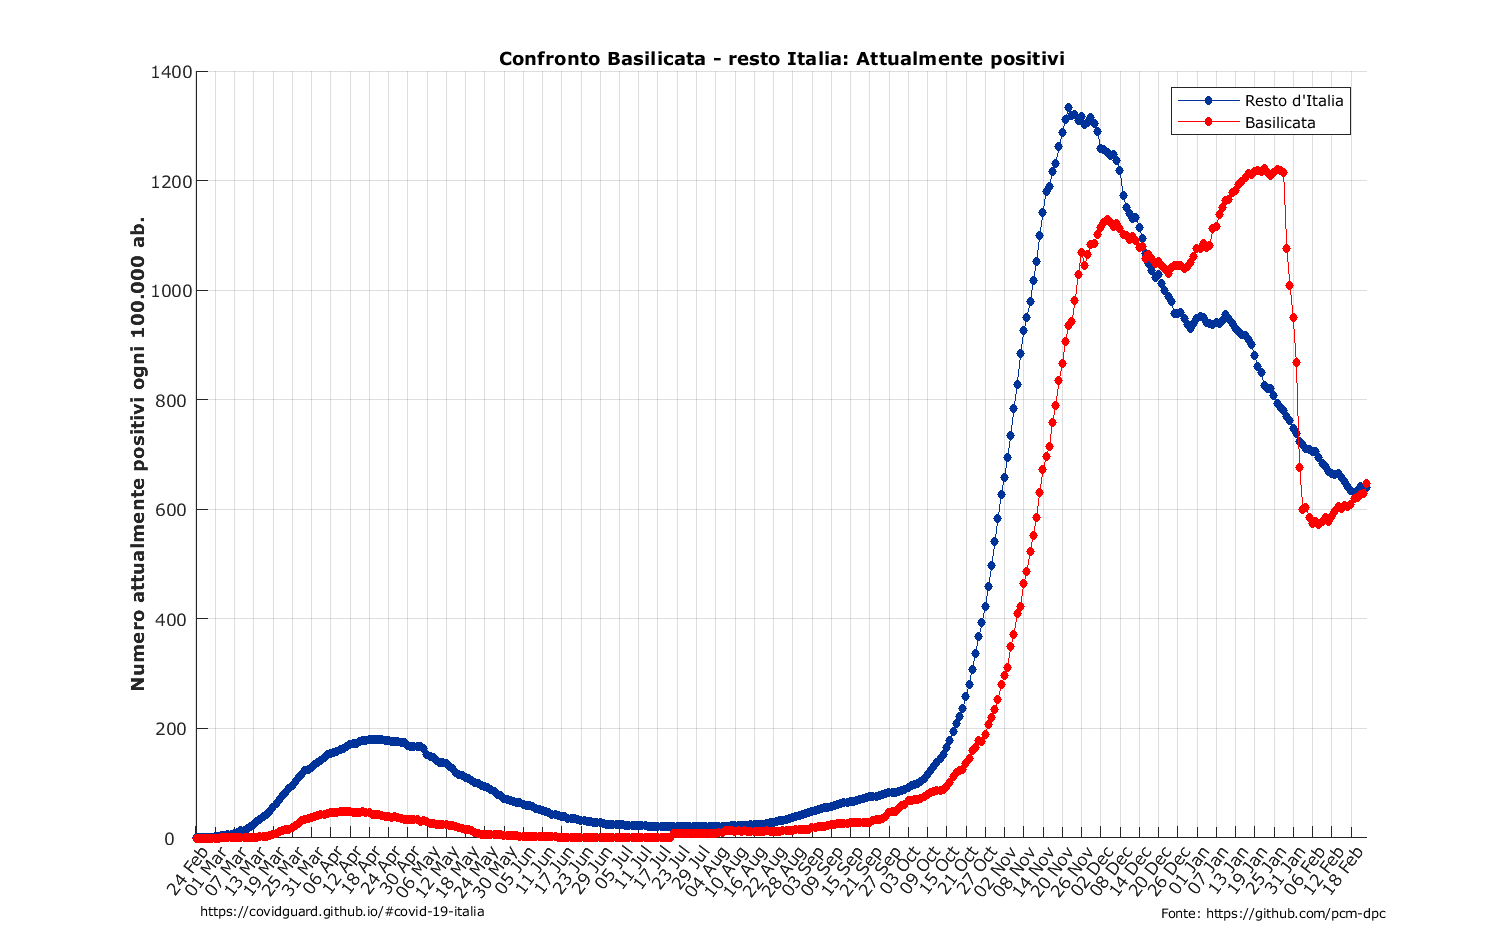 Confronto Basilicata - resto Italia: Attualmente positivi
Numero attualmente positivi ogni 100.000 ab.
1400
1200
1000
800
600
400
200
0
Resto d'Italia
Basilicata
24 Feb
01 Mar
07 Mar
13 Mar
19 Mar
25 Mar
31 Mar
06 Apr
12 Apr
18 Apr
24 Apr
30 Apr
06 May
12 May
18 May
24 May
30 May
05 Jun
11 Jun
17 Jun
23 Jun
29 Jun
05 Jul
11 Jul
17 Jul
23 Jul
29 Jul
04 Aug
10 Aug
16 Aug
22 Aug
28 Aug
03 Sep
09 Sep
15 Sep
21 Sep
27 Sep
03 Oct
09 Oct
15 Oct
21 Oct
27 Oct
02 Nov
08 Nov
14 Nov
20 Nov
26 Nov
02 Dec
08 Dec
14 Dec
20 Dec
26 Dec
01 Jan
07 Jan
13 Jan
19 Jan
25 Jan
31 Jan
06 Feb
12 Feb
18 Feb
https://covidguard.github.io/#covid-19-italia
Fonte: https://github.com/pcm-dpc